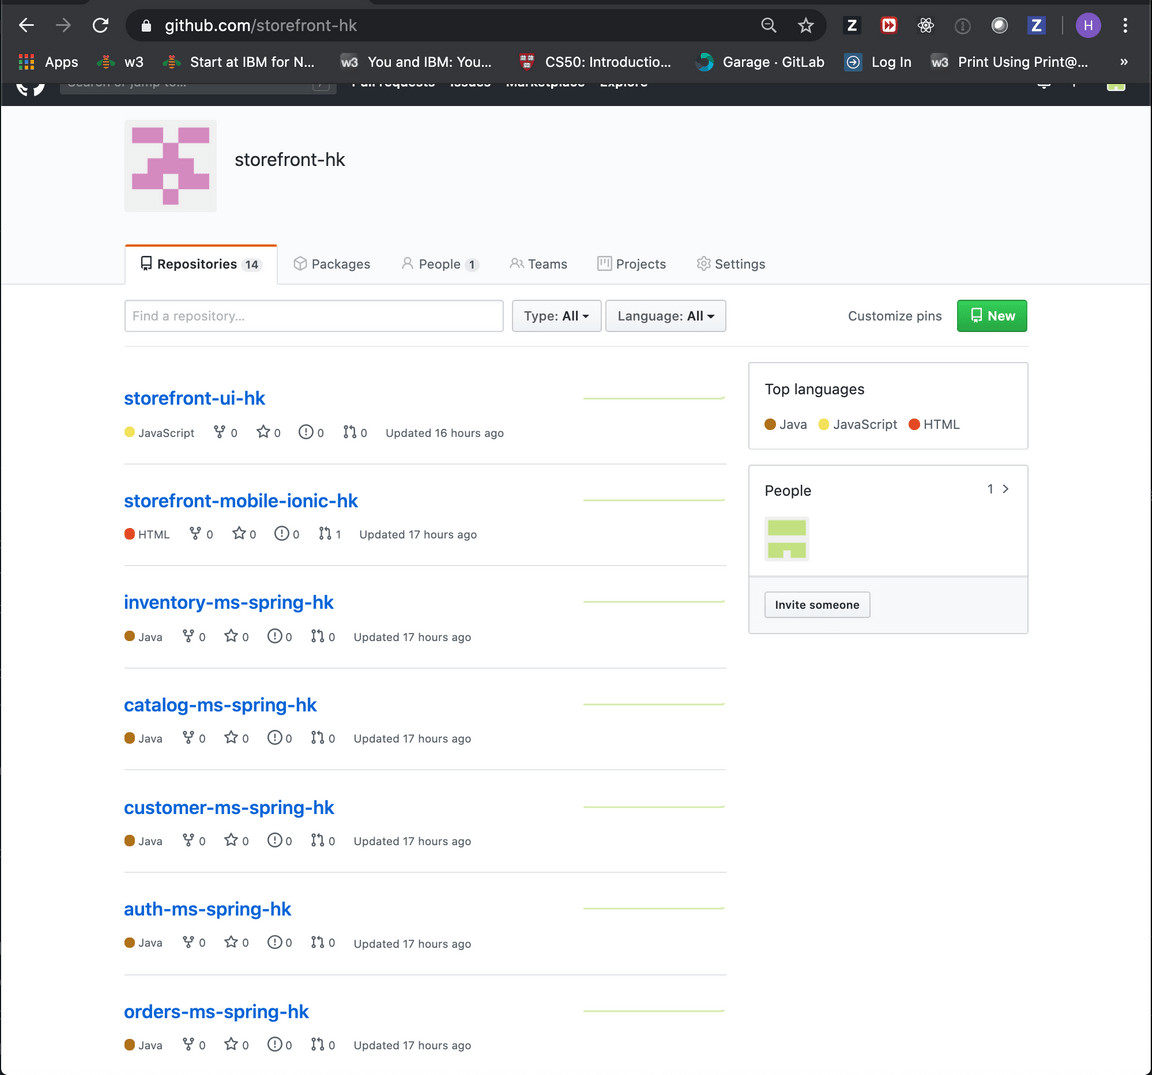 github.com/storefront-hk
Z
Z
H
Apps w3 Start at IBM for N... w3 You and IBM: You... CS50: Introductio... Garage · GitLab Log In w3 Print Using Print@... »
Search or jump to... / Pull requests Issues Marketplace Explore
storefront-hk
Repositories 14 Packages People 1 Teams Projects Settings
Find a repository... Type: All Language: All Customize pins New
storefront-ui-hk
JavaScript 0 0 0 0 Updated 16 hours ago
storefront-mobile-ionic-hk
HTML 0 0 0 1 Updated 17 hours ago
inventory-ms-spring-hk
Java 0 0 0 0 Updated 17 hours ago
catalog-ms-spring-hk
Java 0 0 0 0 Updated 17 hours ago
customer-ms-spring-hk
Java 0 0 0 0 Updated 17 hours ago
auth-ms-spring-hk
Java 0 0 0 0 Updated 17 hours ago
orders-ms-spring-hk
Java 0 0 0 0 Updated 17 hours ago
Top languages
Java JavaScript HTML
People 1
Invite someone